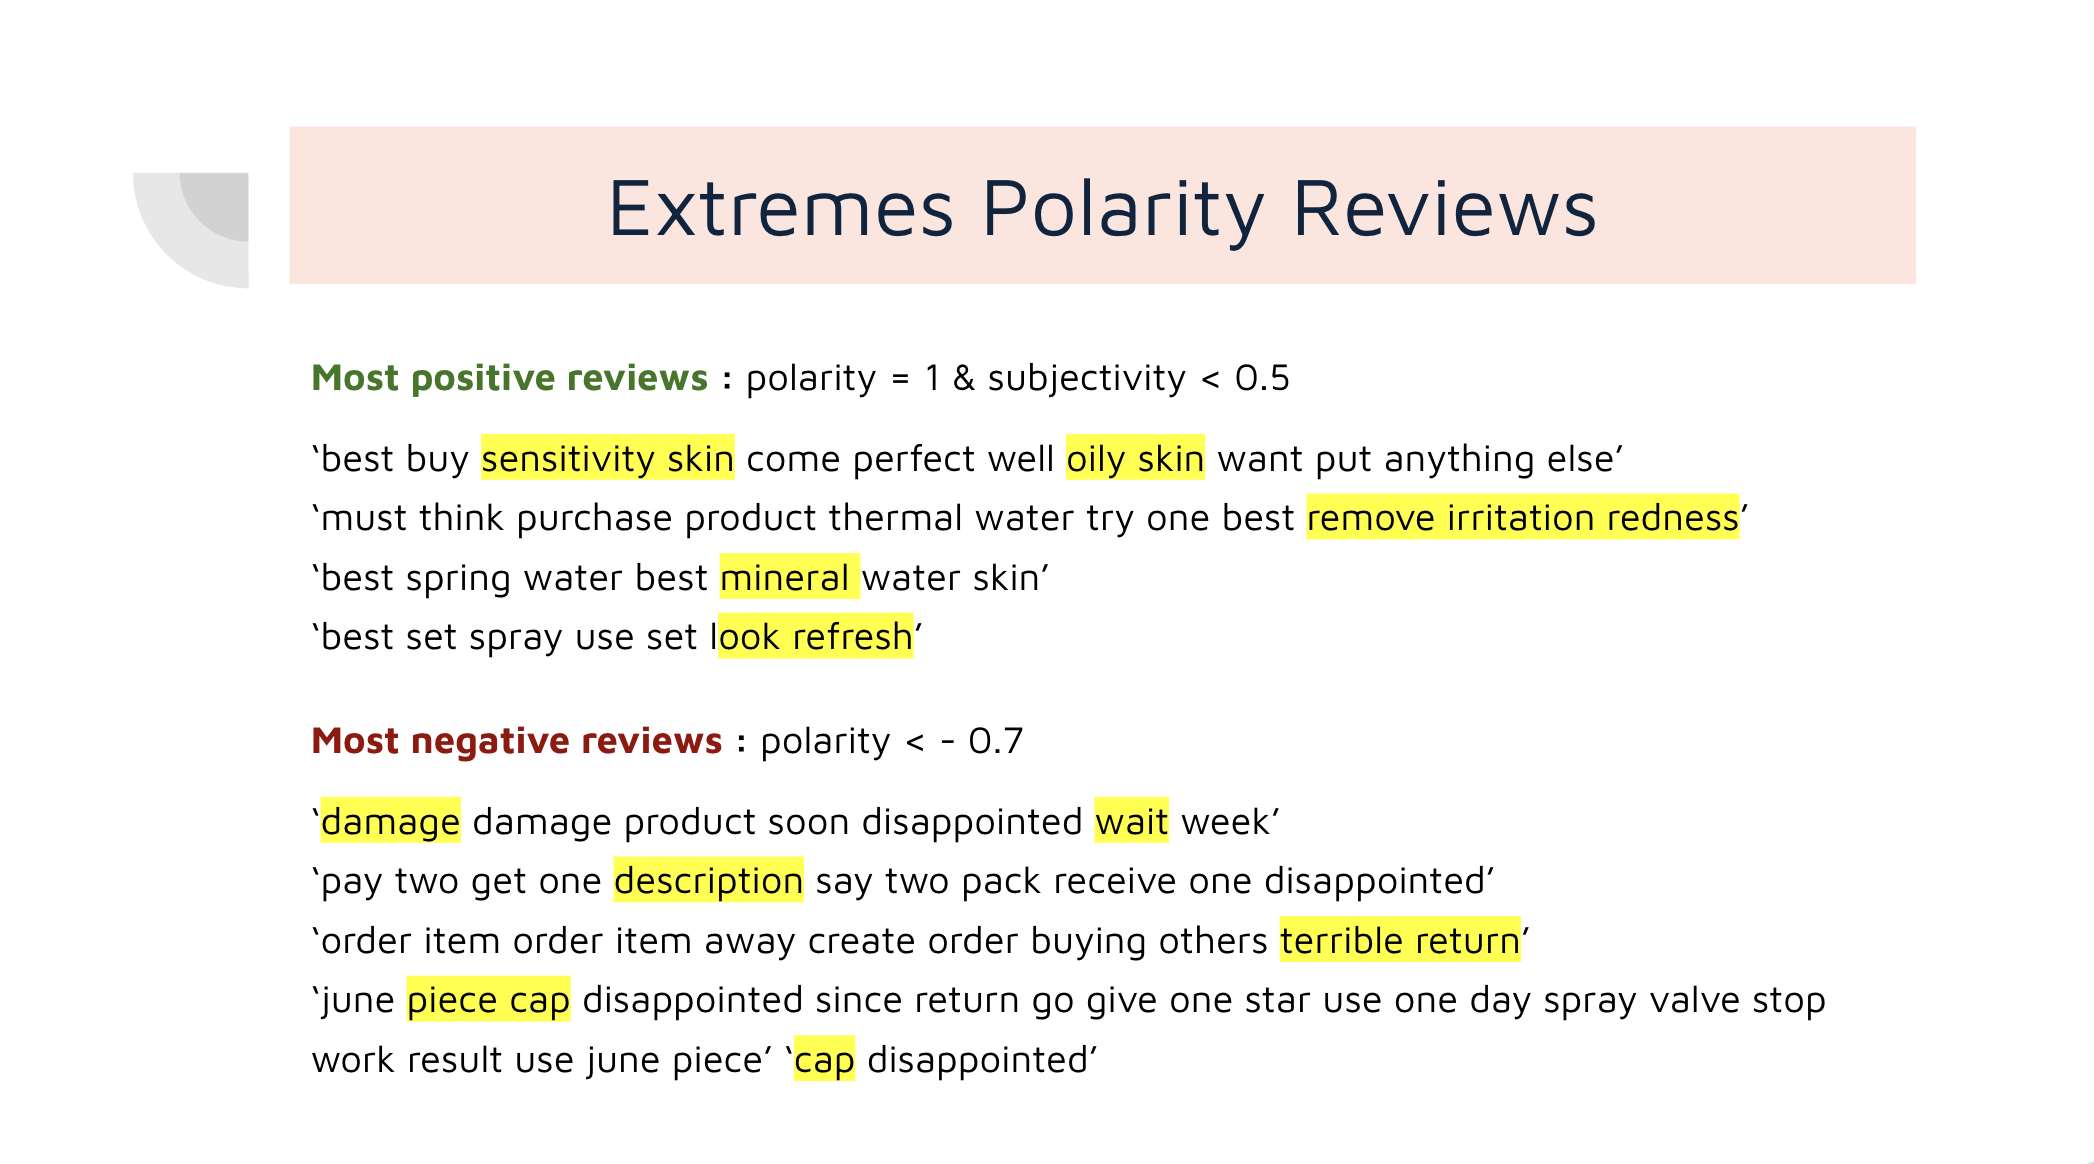 Extremes Polarity Reviews
Most positive reviews : polarity = 1 & subjectivity < 0.5
‘best buy sensitivity skin come perfect well oily skin want put anything else’
‘must think purchase product thermal water try one best remove irritation redness’
‘best spring water best mineral water skin’
‘best set spray use set look refresh’
Most negative reviews : polarity < - 0.7
‘damage damage product soon disappointed wait week’
‘pay two get one description say two pack receive one disappointed’
‘order item order item away create order buying others terrible return’
‘june piece cap disappointed since return go give one star use one day spray valve stop
work result use june piece’ ‘cap disappointed’